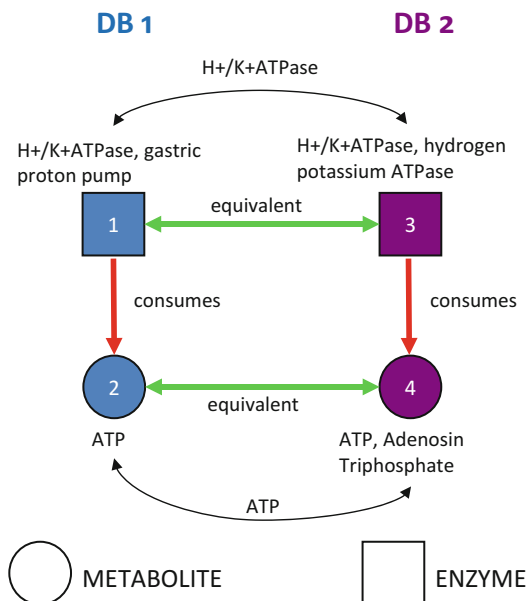 DB 1
DB 2
H+/K+ATPase
H+/K+ATPase, gastric
proton pump
H+/K+ATPase, hydrogen
potassium ATPase
equivalent
1
3
consumes
consumes
2
4
equivalent
ATP
ATP, Adenosin
Triphosphate
ATP
METABOLITE
ENZYME